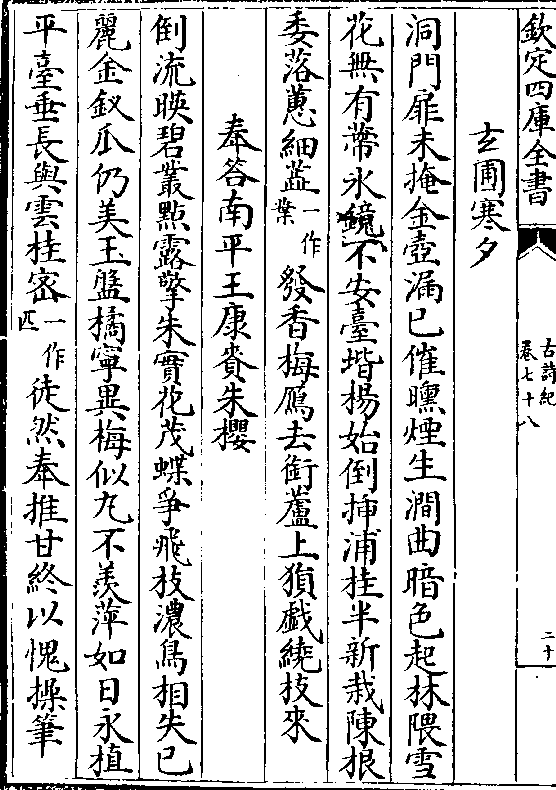 欽定四庫全書
古詩紀
卷七十八
二十
玄圃寒夕
洞門扉未掩金壺漏已催曛煙生澗曲暗色起林隈雪
花無有蔕氷鏡不安臺堦楊始倒揷浦桂半新栽陳根
委落蕙細蕋一作葉發香梅鴈去銜蘆上猨戲繞枝來
奉答南平王康賚朱櫻
倒流映碧叢點露擎朱實花茂蝶爭飛枝濃鳥相失已
麗金釵瓜仍美玉盤橘寧異梅似丸不羡萍如日永植
平臺垂長與雲桂密一作匹徒然奉推甘終以愧操筆